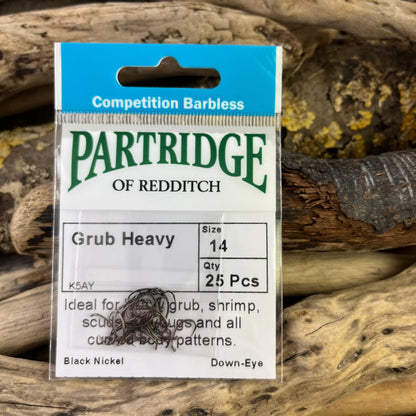 Competition Barbless
PARTRIDGE
OF REDDITCH
Grub Heavy
Size
14
Qty
25 Pcs
K5AY
Ideal for grub, shrimp,
and all
patterns.
Black Nickel
Down-Eye